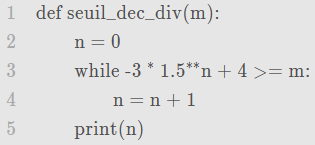 1 def seuil_dec_div(m):
2 n = 0
3 while -3 * 1.5**n + 4 >= m:
4 n = n + 1
5 print(n)